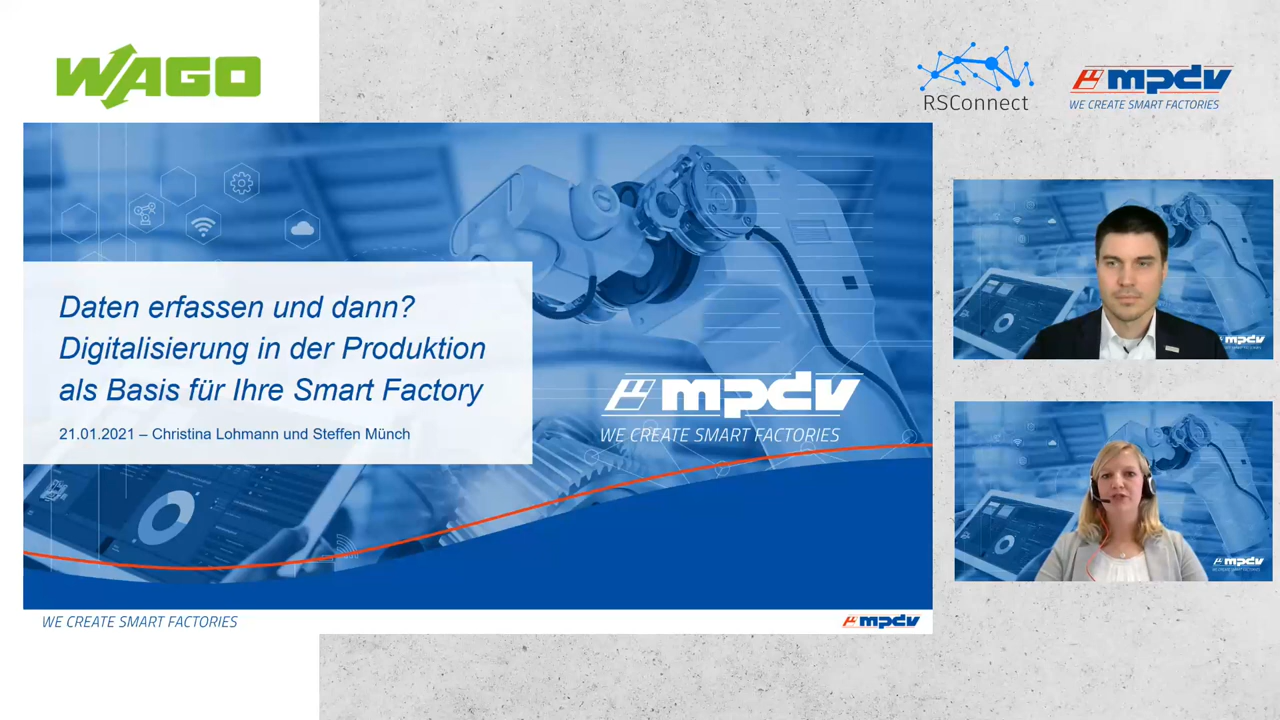 WAGO
RSConnect
mpdv
WE CREATE SMART FACTORIES
Daten erfassen und dann?
Digitalisierung in der Produktion
als Basis für Ihre Smart Factory
21.01.2021 – Christina Lohmann und Steffen Münch
mpdv
WE CREATE SMART FACTORIES
mpdv
mpdv
WE CREATE SMART FACTORIES
mpdv